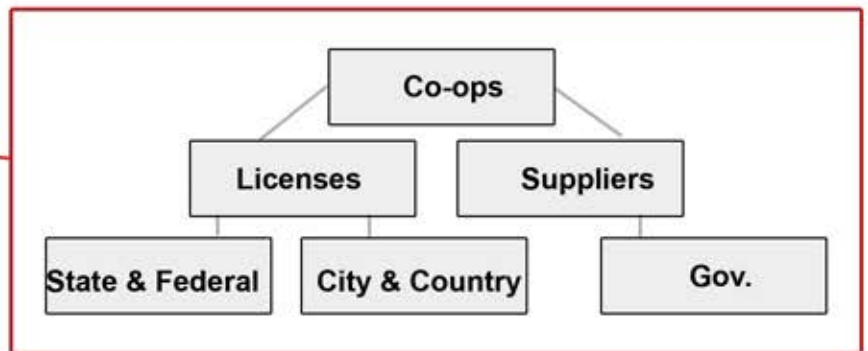 Co-ops
Licenses
Suppliers
State & Federal
City & Country
Gov.